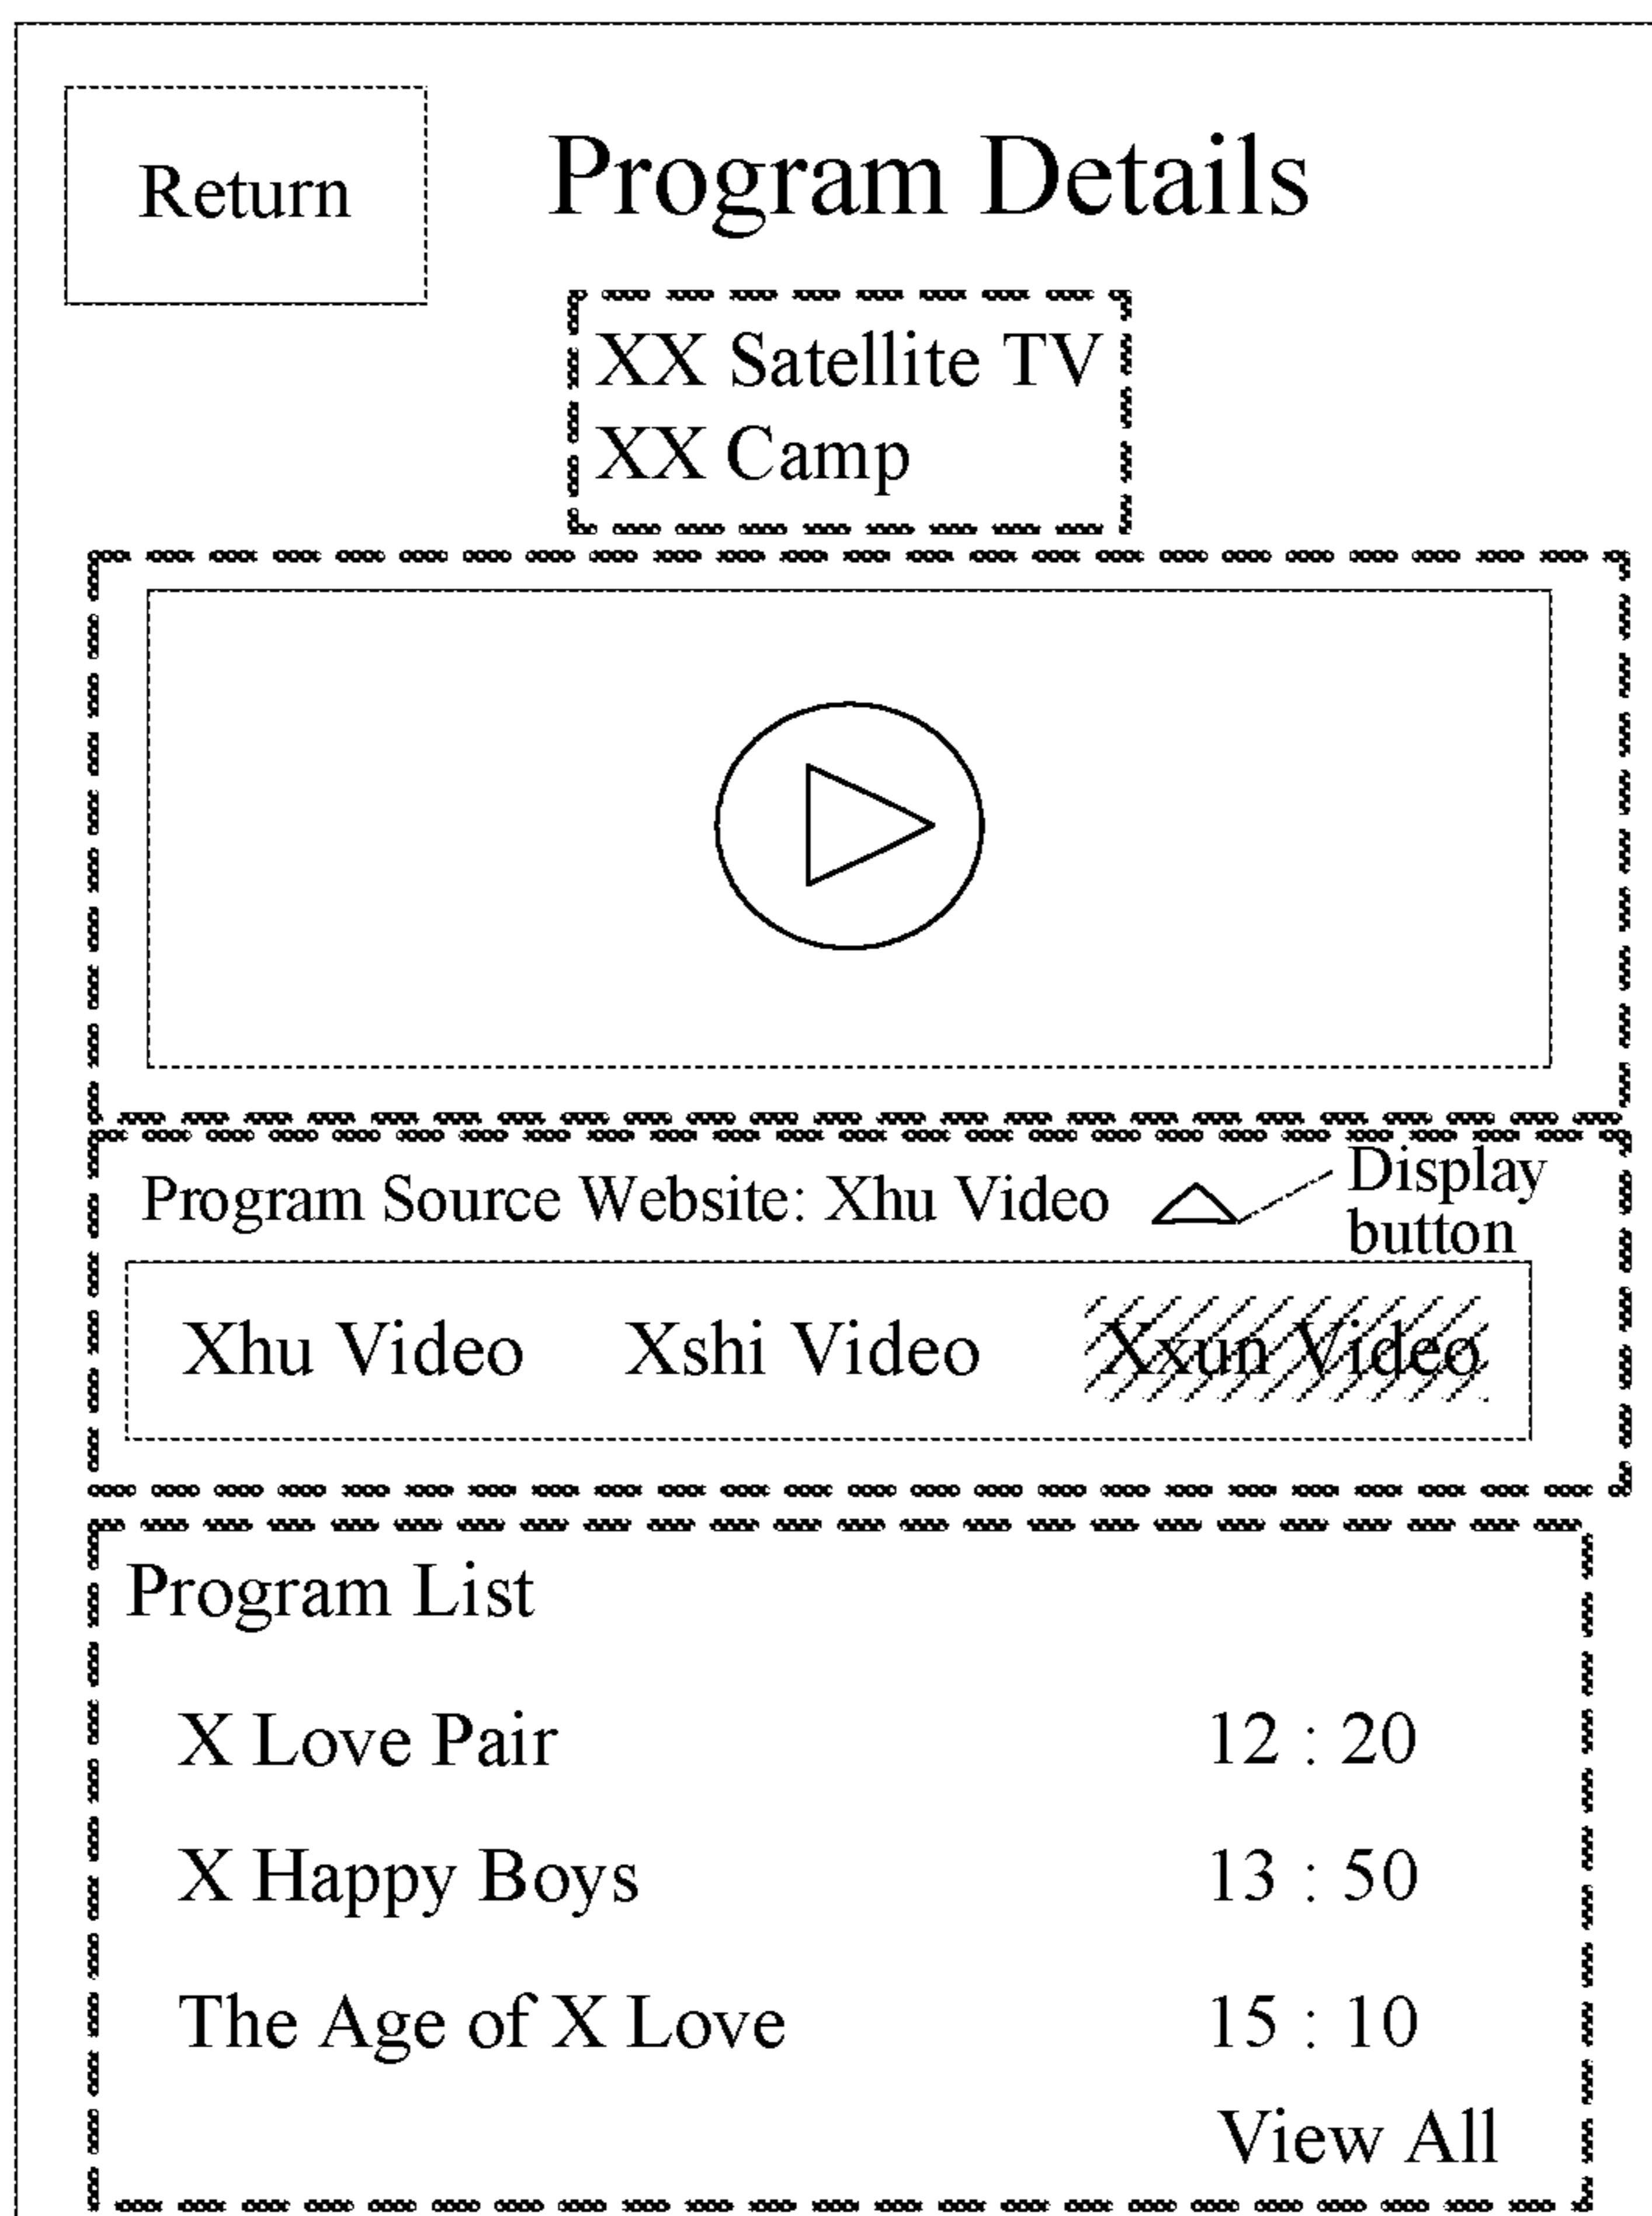 Return
Program Details
XX Satellite TV
XX Camp
Program Source Website: Xhu Video
Display
button
Xhu Video Xshi Video Xxun Video
Program List
X Love Pair 12 : 20
X Happy Boys 13 : 50
The Age of X Love 15 : 10
View All